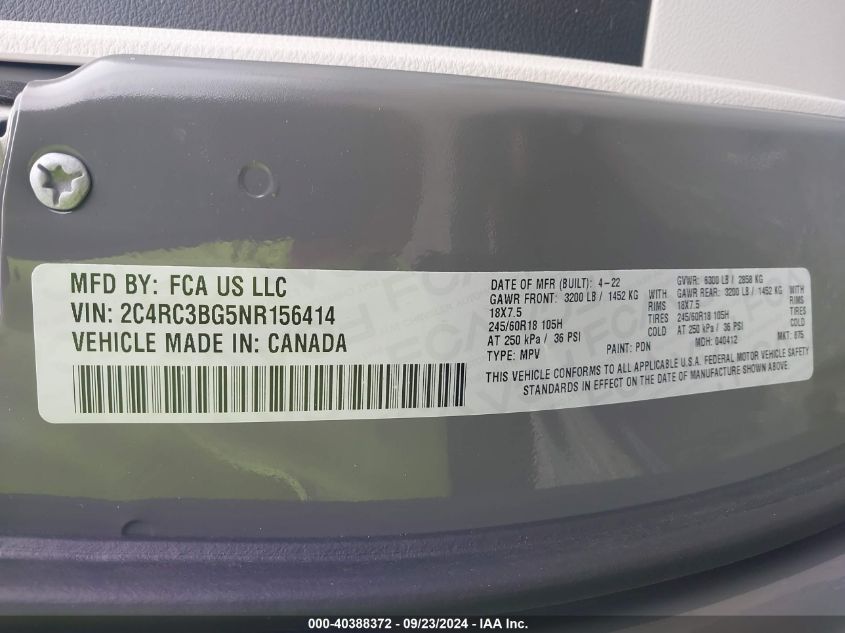 MFD BY: FCA US LLC
VIN: 2C4RC3BG5NR156414
VEHICLE MADE IN: CANADA
DATE OF MFR (BUILT): 4-22 GVWR: 6300 LB / 2858 KG
GAWR FRONT: 3200 LB / 1452 KG WITH GAWR REAR: 3200 LB / 1452 KG WITH
18X7.5 RIMS 18X7.5 RIMS
245/60R18 105H TIRES 245/60R18 105H TIRES
AT 250 kPa / 36 PSI COLD AT 250 kPa / 36 PSI COLD
TYPE: MPV PAINT: PDN MDH: 040412 MKT: 875
THIS VEHICLE CONFORMS TO ALL APPLICABLE U.S.A. FEDERAL MOTOR VEHICLE SAFETY
STANDARDS IN EFFECT ON THE DATE OF MANUFACTURE SHOWN ABOVE.
000-40388372 - 09/23/2024 - IAA Inc.